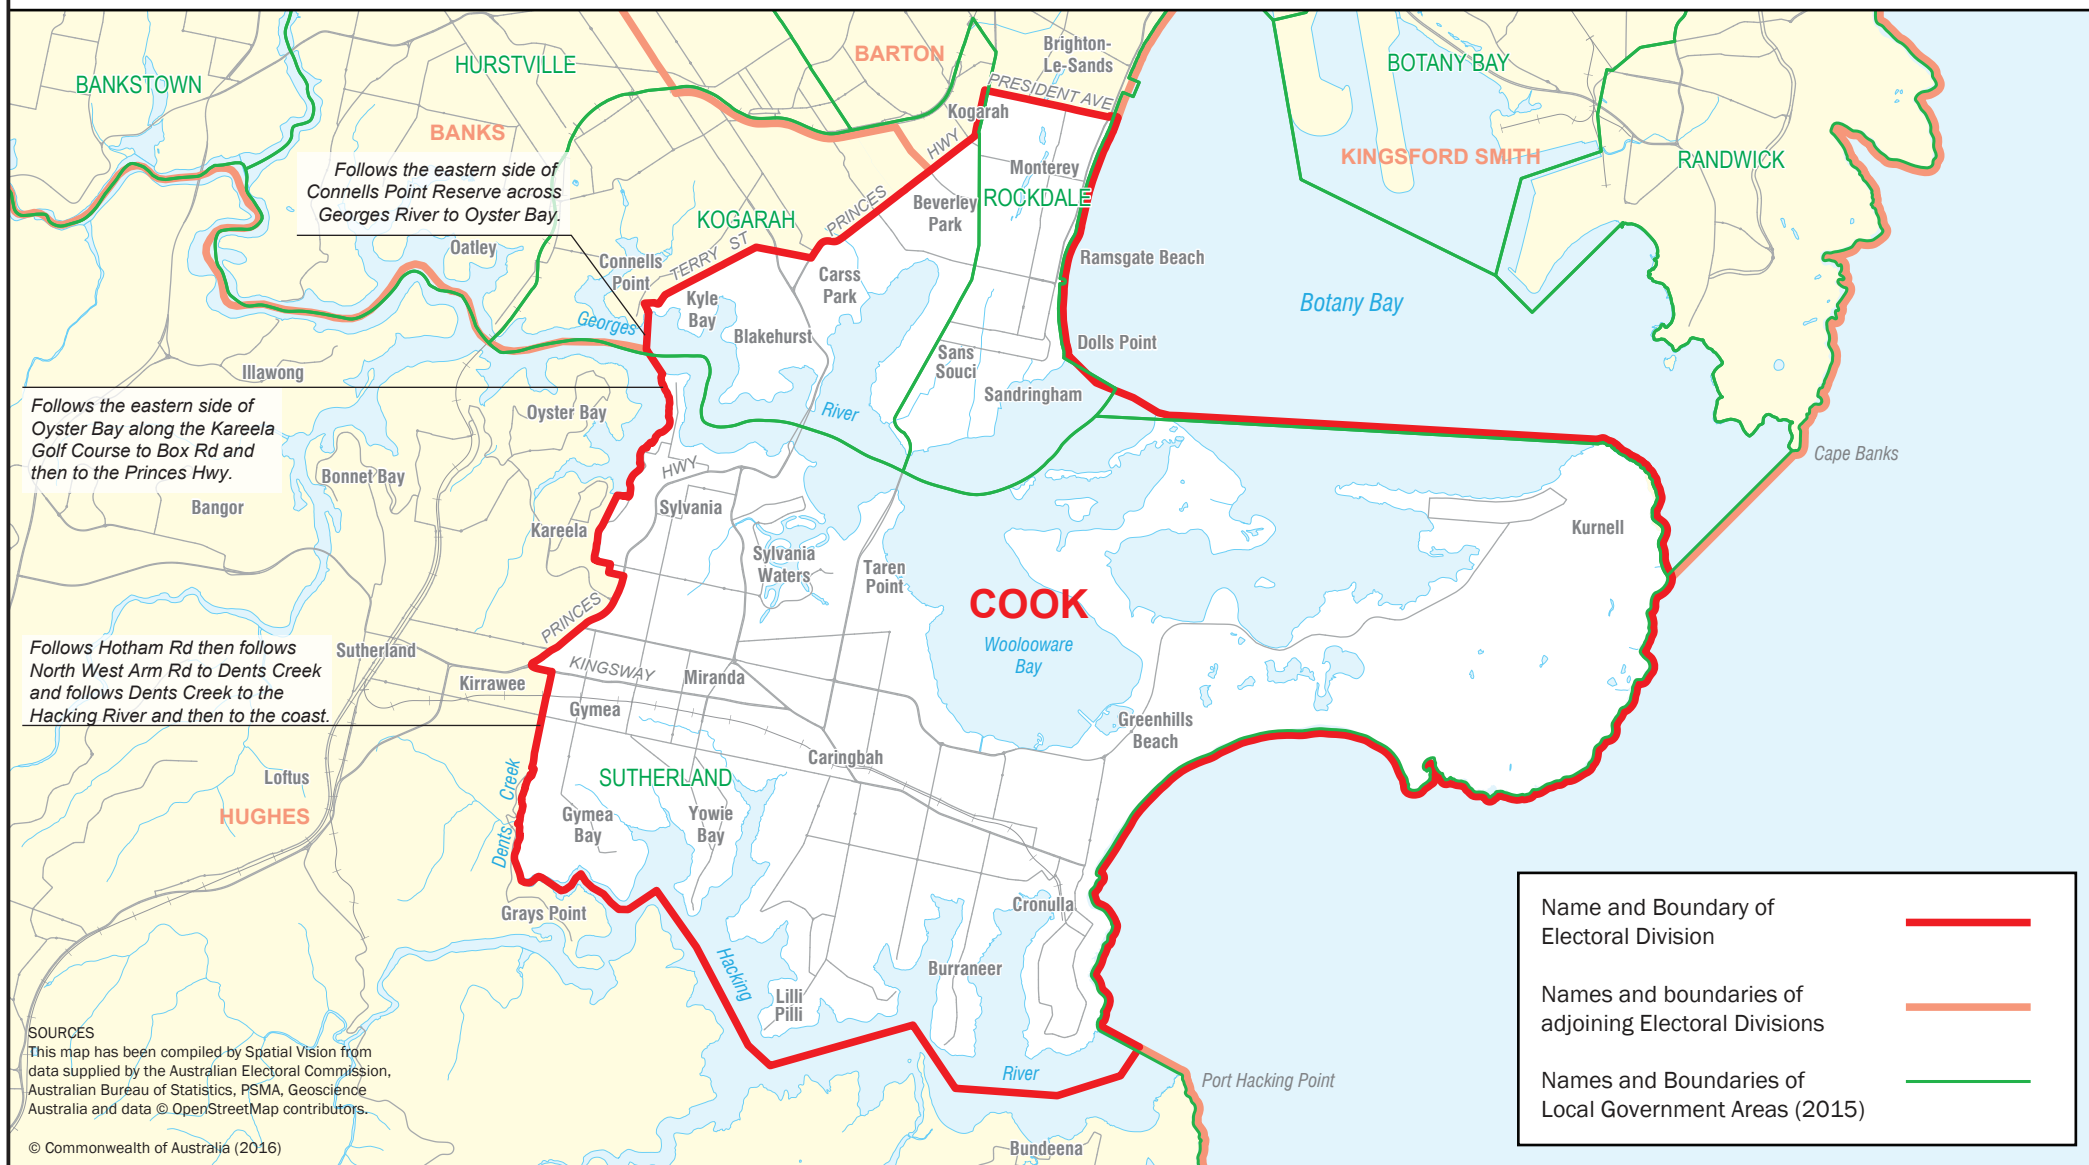 BANKSTOWN
HURSTVILLE
BARTON
Brighton-
Le-Sands
BOTANY BAY
BANKS
PRESIDENT AVE
Kogarah
HWY
KINGSFORD SMITH
RANDWICK
Follows the eastern side of
Connells Point Reserve across
Georges River to Oyster Bay.
Monterey
ROCKDALE
Beverley
Park
PRINCES
KOGARAH
TERRY ST
Oatley
Connells
Point
Carss
Park
Ramsgate Beach
Kyle
Bay
Botany Bay
Georges
Blakehurst
Dolls Point
Sans
Souci
Illawong
Sandringham
Follows the eastern side of
Oyster Bay along the Kareela
Golf Course to Box Rd and
then to the Princes Hwy.
Oyster Bay
River
Cape Banks
HWY
Bonnet Bay
Bangor
Sylvania
Kareela
Kurnell
Sylvania
Waters
Taren
Point
COOK
PRINCES
Woolooware
Bay
Follows Hotham Rd then follows
North West Arm Rd to Dents Creek
and follows Dents Creek to the
Hacking River and then to the coast.
Sutherland
KINGSWAY
Miranda
Kirrawee
Gymea
Greenhills
Beach
Caringbah
Loftus
SUTHERLAND
HUGHES
Dents Creek
Gymea
Bay
Yowie
Bay
Grays Point
Cronulla
Hacking
Burraneer
Lilli
Pilli
River
Port Hacking Point
Bundeena
Name and Boundary of
Electoral Division
Names and boundaries of
adjoining Electoral Divisions
Names and Boundaries of
Local Government Areas (2015)
SOURCES
This map has been compiled by Spatial Vision from
data supplied by the Australian Electoral Commission,
Australian Bureau of Statistics, PSMA, Geoscience
Australia and data © OpenStreetMap contributors.
© Commonwealth of Australia (2016)